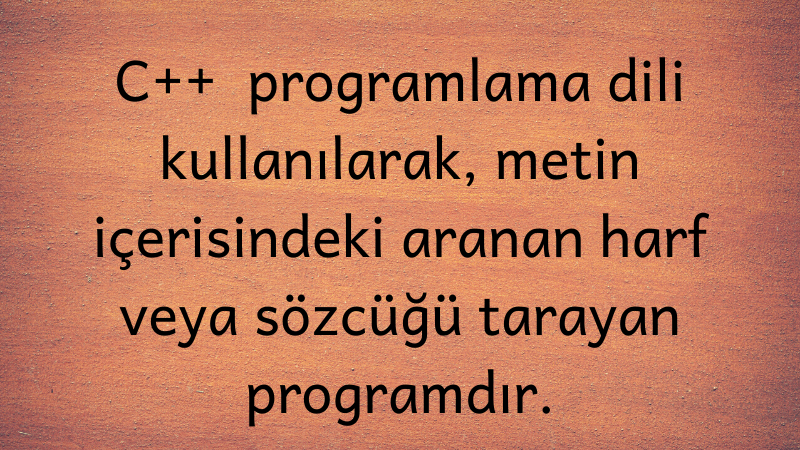 C++ programlama dili
kullanılarak, metin
içerisindeki aranan harf
veya sözcüğü tarayan
programdır.